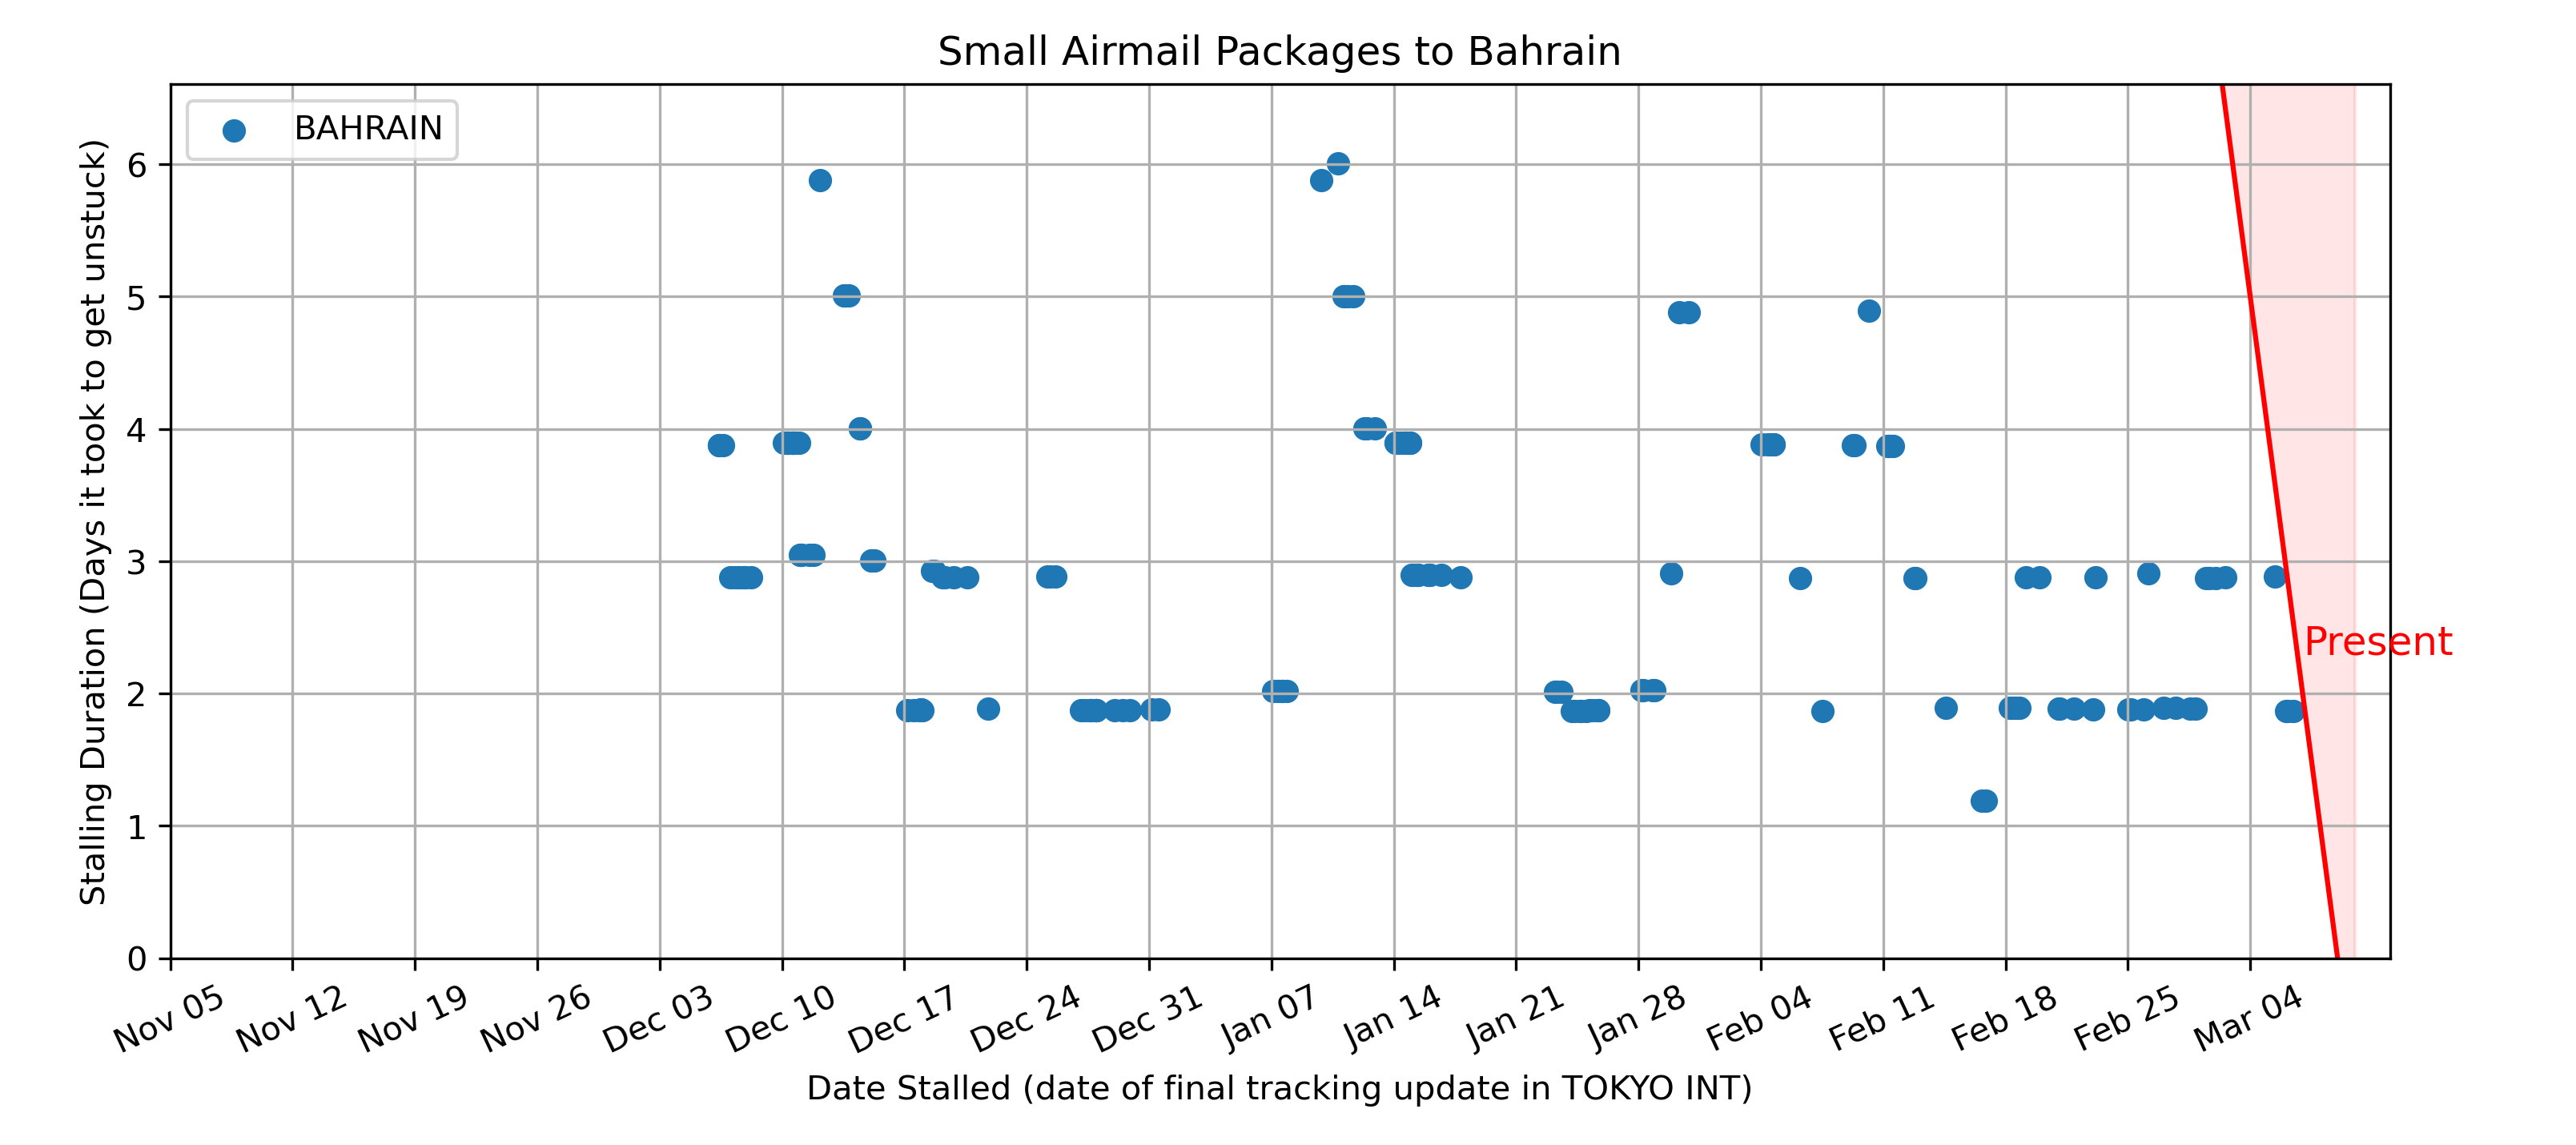 Small Airmail Packages to Bahrain
BAHRAIN
Stalling Duration (Days it took to get unstuck)
6
5
4
3
2
1
0
Present
Nov 05
Nov 12
Nov 19
Nov 26
Dec 03
Dec 10
Dec 17
Dec 24
Dec 31
Jan 07
Jan 14
Jan 21
Jan 28
Feb 04
Feb 11
Feb 18
Feb 25
Mar 04
Date Stalled (date of final tracking update in TOKYO INT)